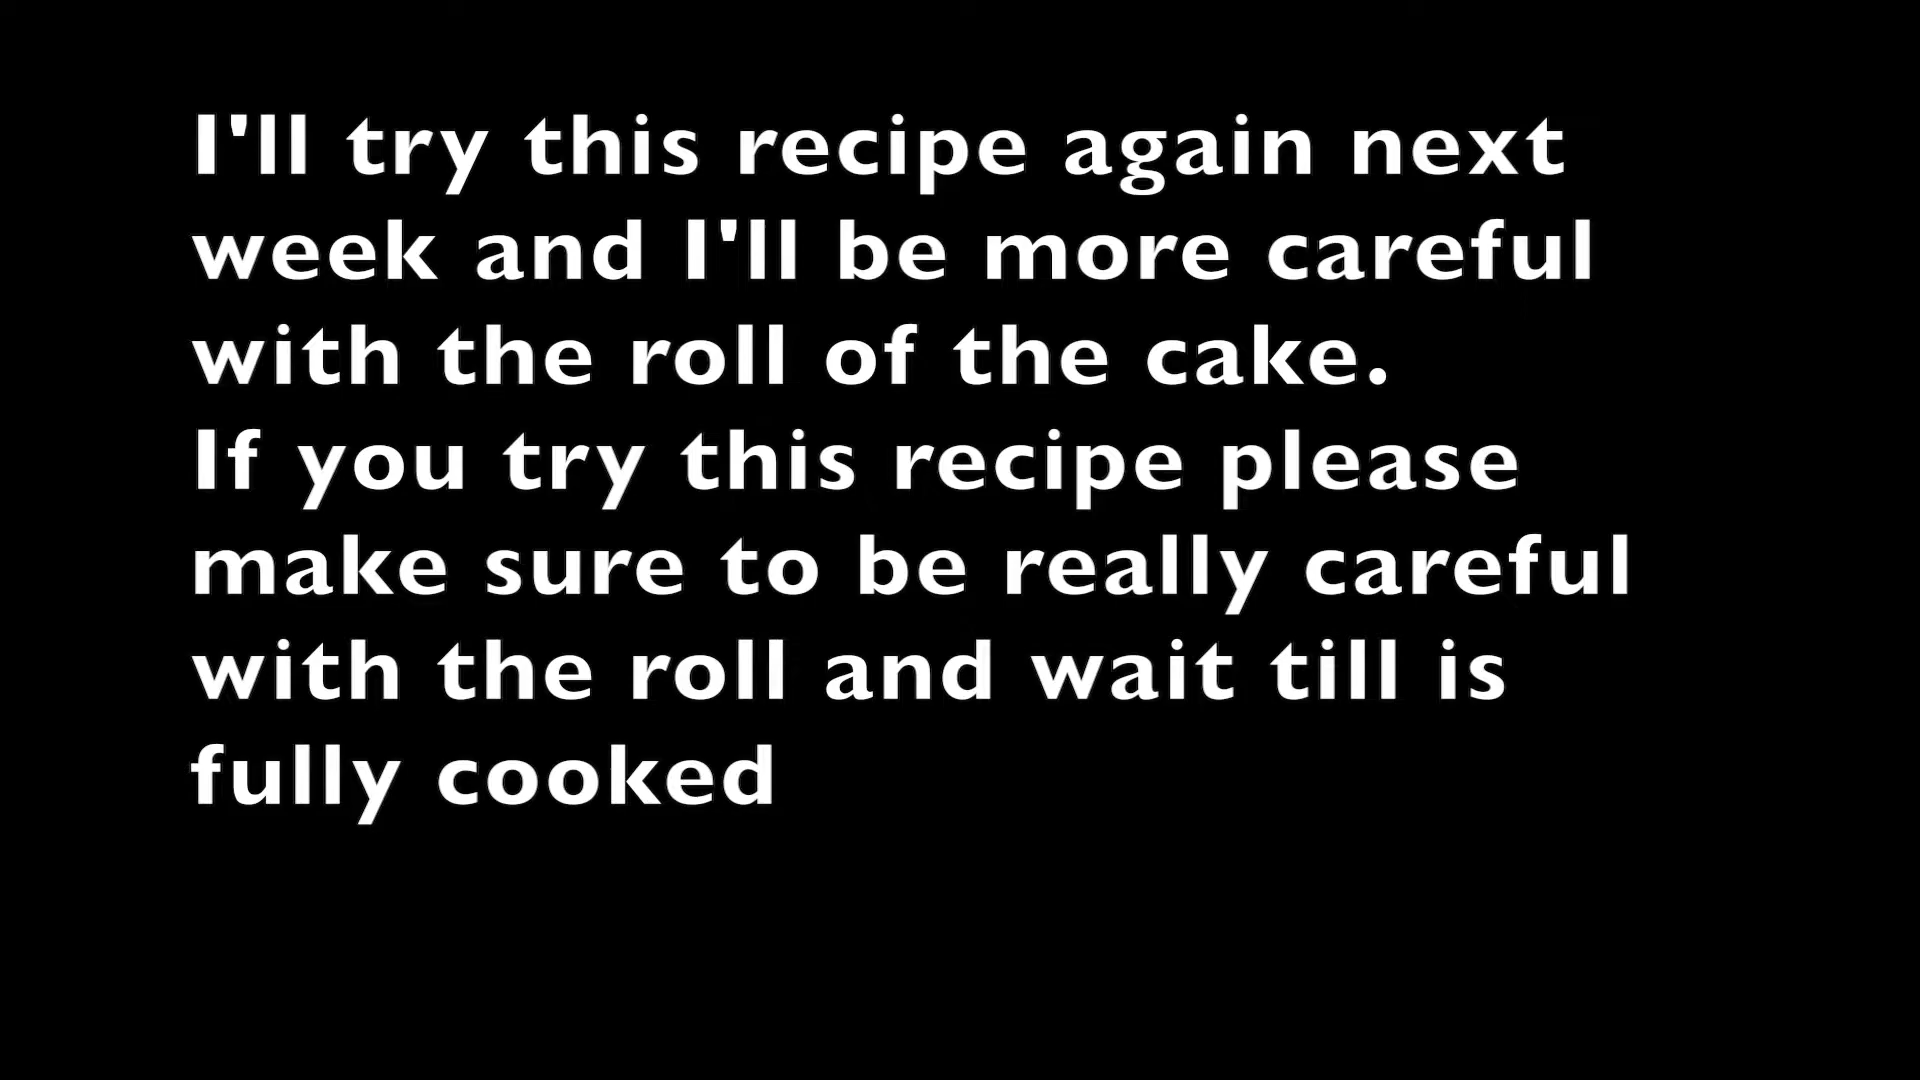 I'll try this recipe again next
week and I'll be more careful
with the roll of the cake.
If you try this recipe please
make sure to be really careful
with the roll and wait till is
fully cooked